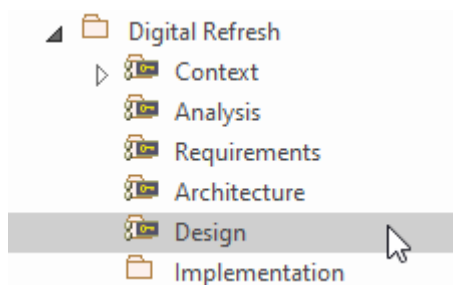 Digital Refresh
Context
Analysis
Requirements
Architecture
Design
Implementation